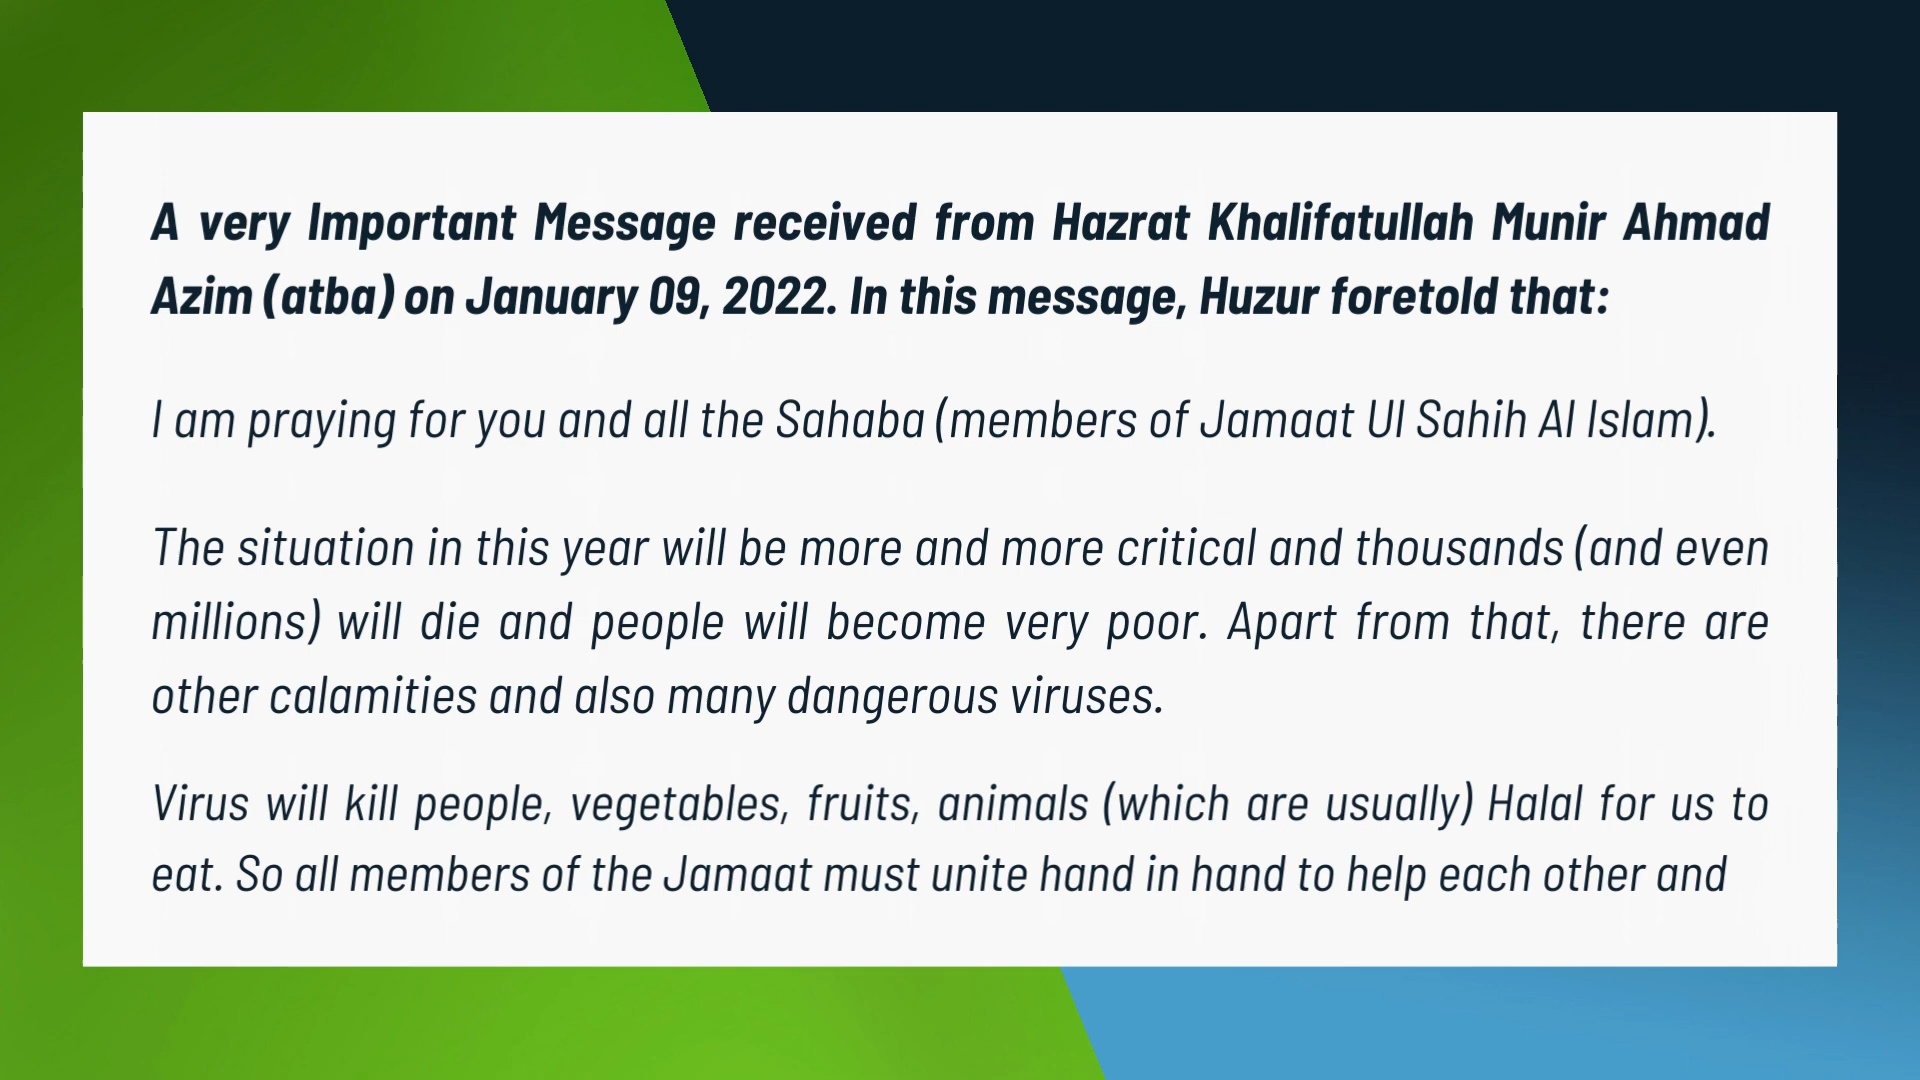 A very Important Message received from Hazrat Khalifatullah Munir Ahmad
Azim (atba) on January 09, 2022. In this message, Huzur foretold that:
I am praying for you and all the Sahaba (members of Jamaat Ul Sahih Al Islam).
The situation in this year will be more and more critical and thousands (and even
millions) will die and people will become very poor. Apart from that, there are
other calamities and also many dangerous viruses.
Virus will kill people, vegetables, fruits, animals (which are usually) Halal for us to
eat. So all members of the Jamaat must unite hand in hand to help each other and